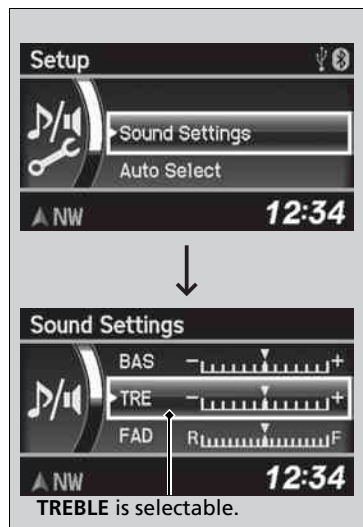 Setup
Sound Settings
Auto Select
NW 12:34
Sound Settings
BAS - +
TRE - +
FAD R F
NW 12:34
TREBLE is selectable.